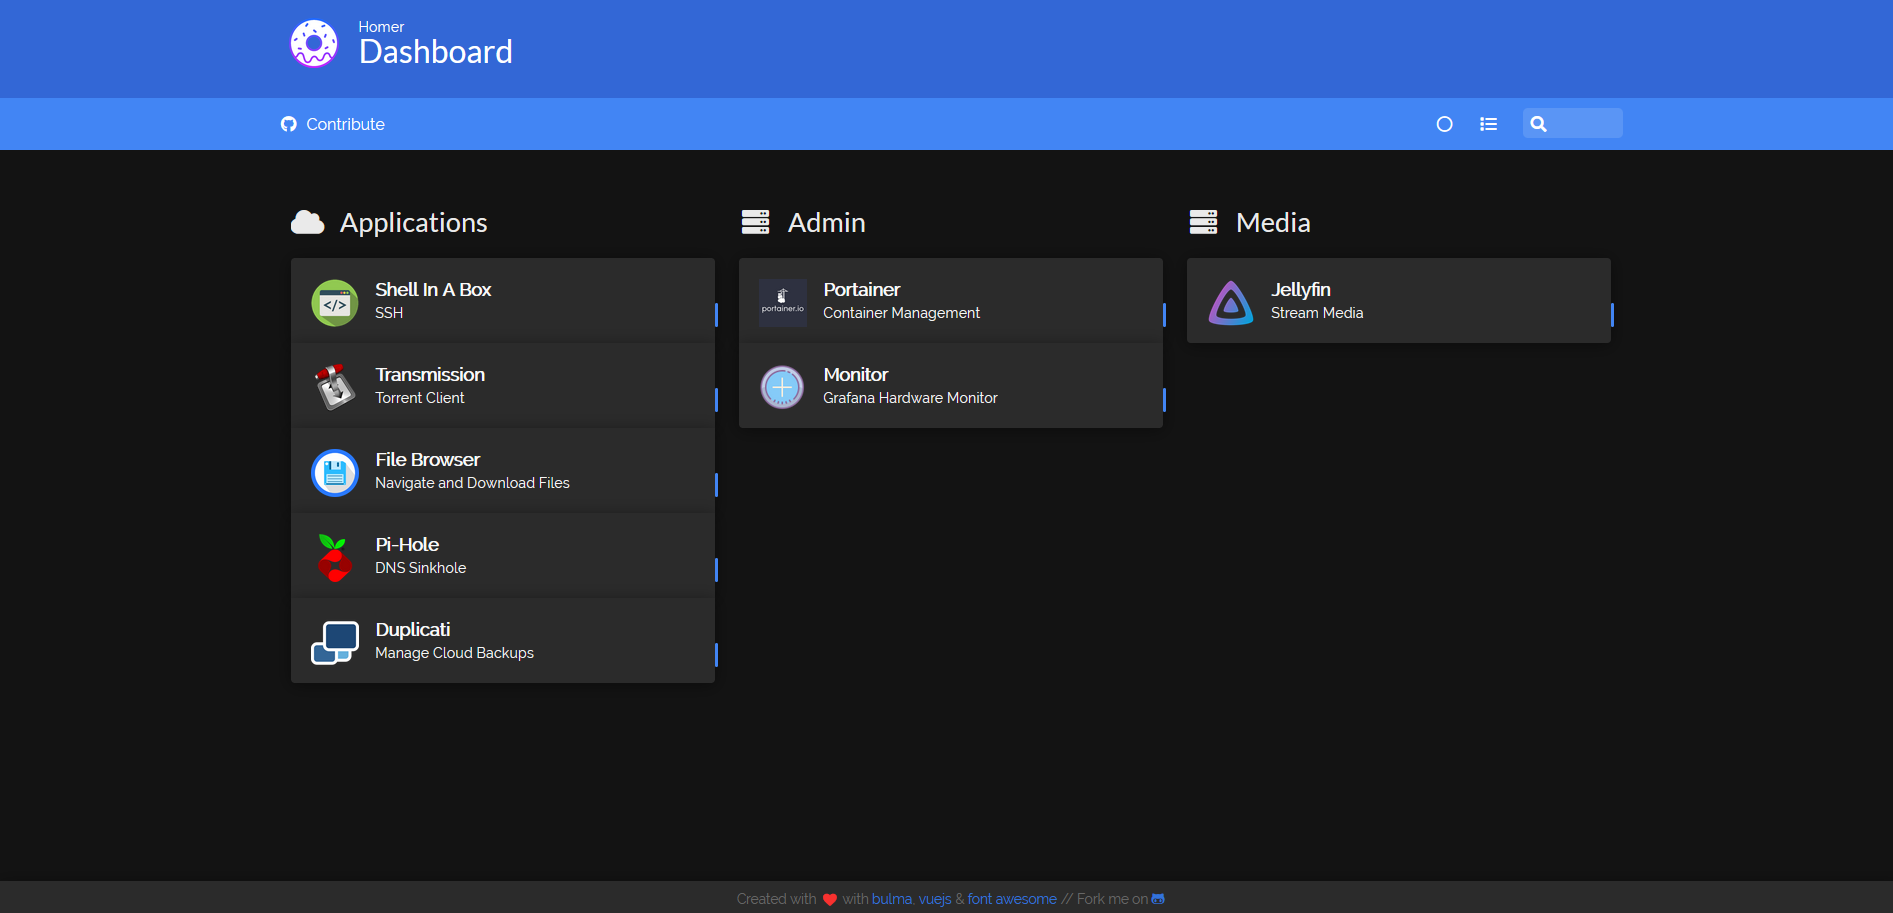 Homer
Dashboard
Contribute
Applications
Shell In A Box
SSH
Transmission
Torrent Client
File Browser
Navigate and Download Files
Pi-Hole
DNS Sinkhole
Duplicati
Manage Cloud Backups
Admin
portainer.io
Portainer
Container Management
Monitor
Grafana Hardware Monitor
Media
Jellyfin
Stream Media
Created with ❤️ with bulma, vuejs & font awesome // Fork me on